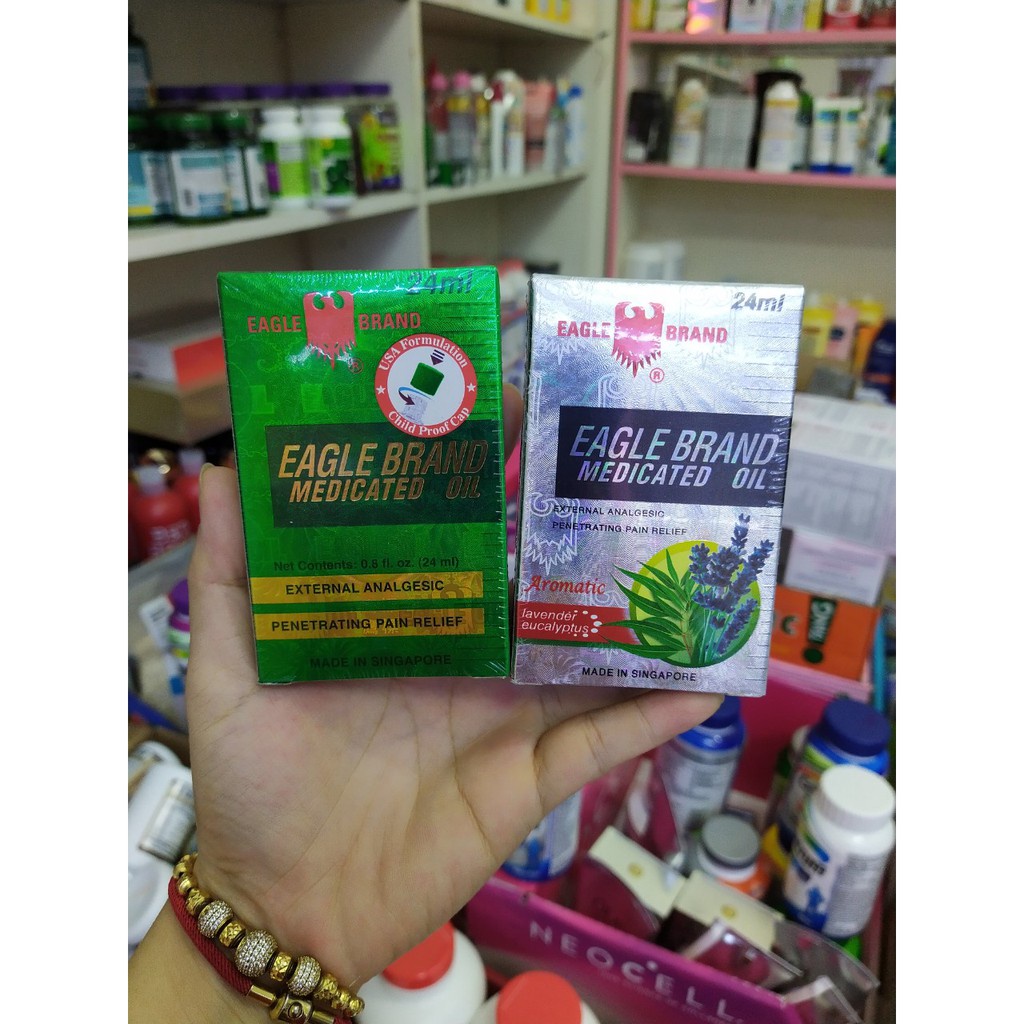 24ml
EAGLE BRAND
®
USA Formulation
Child Proof Cap
EAGLE BRAND
MEDICATED OIL
Net Contents: 0.8 fl. oz. (24 ml)
EXTERNAL ANALGESIC
PENETRATING PAIN RELIEF
MADE IN SINGAPORE
24ml
EAGLE BRAND
®
EAGLE BRAND
MEDICATED OIL
EXTERNAL ANALGESIC
PENETRATING PAIN RELIEF
Aromatic
lavender
eucalyptus
MADE IN SINGAPORE
NEOCELL